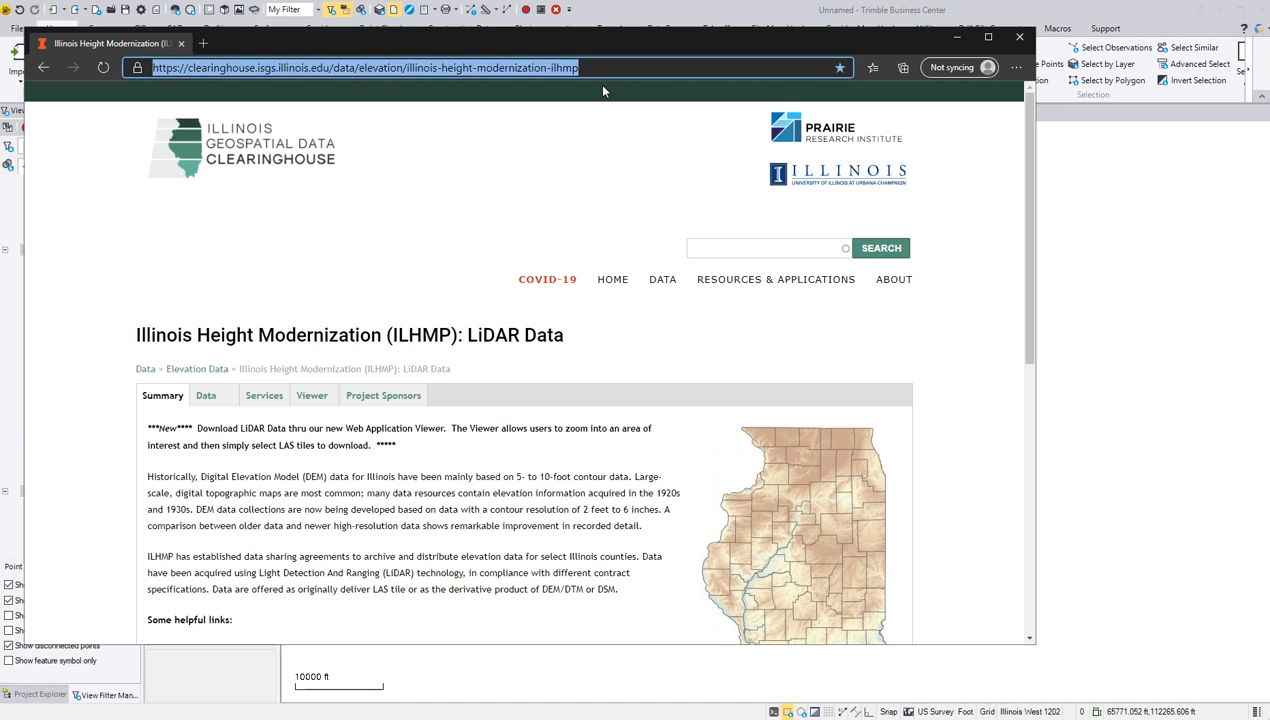 My Filter
Unnamed - Trimble Business Center
File
Macros
Support
Illinois Height Modernization (IL
https://clearinghouse.isgs.illinois.edu/data/elevation/illinois-height-modernization-ilhmp
Not syncing
Select Observations
Select Similar
Select by Layer
Advanced Select
Select by Polygon
Invert Selection
Selection
ILLINOIS
GEOSPATIAL DATA
CLEARINGHOUSE
PRAIRIE
RESEARCH INSTITUTE
ILLINOIS
UNIVERSITY OF ILLINOIS AT URBANA-CHAMPAIGN
SEARCH
COVID-19 HOME DATA RESOURCES & APPLICATIONS ABOUT
Illinois Height Modernization (ILHMP): LiDAR Data
Data » Elevation Data » Illinois Height Modernization (ILHMP): LiDAR Data
Summary Data Services Viewer Project Sponsors
***New**** Download LiDAR Data thru our new Web Application Viewer. The Viewer allows users to zoom into an area of
interest and then simply select LAS tiles to download. *****
Historically, Digital Elevation Model (DEM) data for Illinois have been mainly based on 5- to 10-foot contour data. Large-
scale, digital topographic maps are most common; many data resources contain elevation information acquired in the 1920s
and 1930s. DEM data collections are now being developed based on data with a contour resolution of 2 feet to 6 inches. A
comparison between older data and newer high-resolution data shows remarkable improvement in recorded detail.
ILHMP has established data sharing agreements to archive and distribute elevation data for select Illinois counties. Data
have been acquired using Light Detection And Ranging (LiDAR) technology, in compliance with different contract
specifications. Data are offered as originally deliver LAS tile or as the derivative product of DEM/DTM or DSM.
Some helpful links:
Point
Show disconnected points
Show feature symbol only
Project Explorer
View Filter Man...
10000 ft
Snap
US Survey Foot
Grid
Illinois West 1202
0
65771.052 ft,112265.606 ft